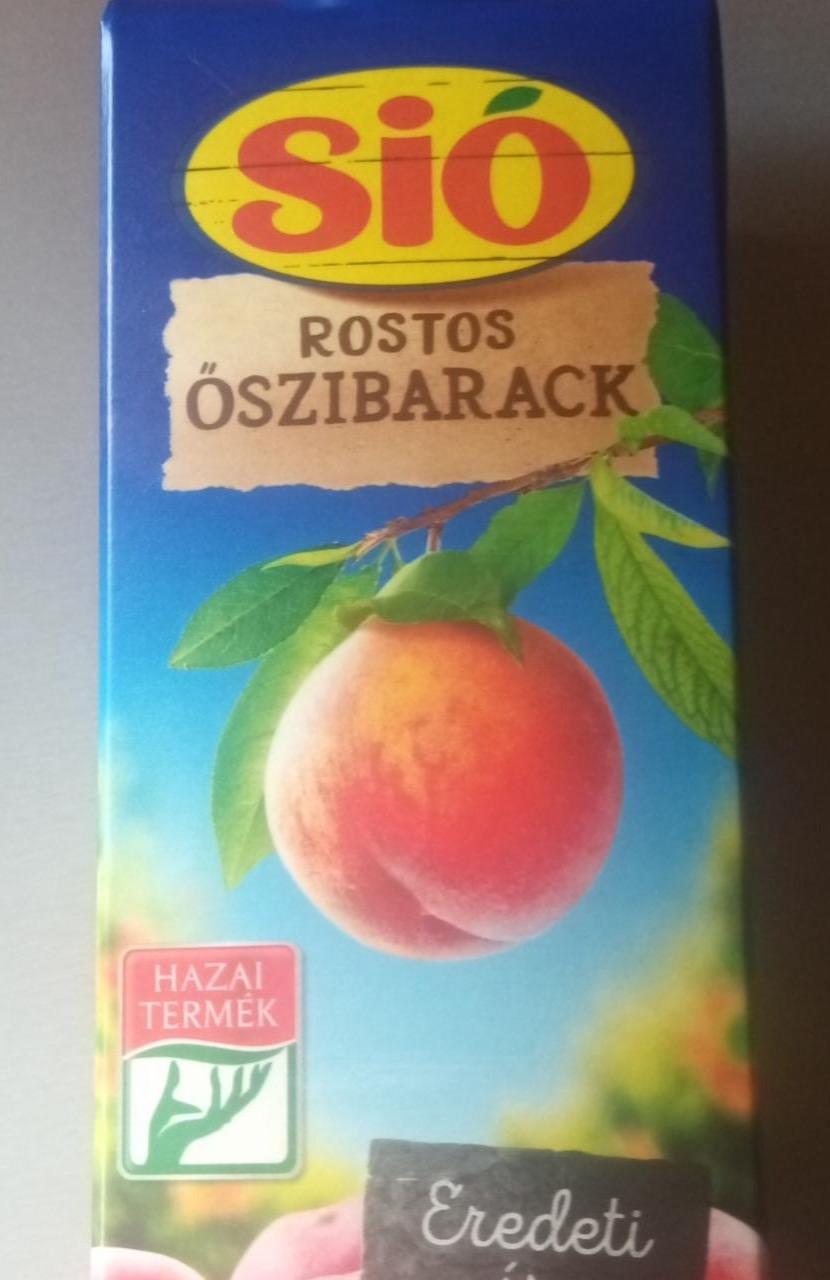 Sió
ROSTOS
ŐSZIBARACK
HAZAI
TERMÉK
Eredeti